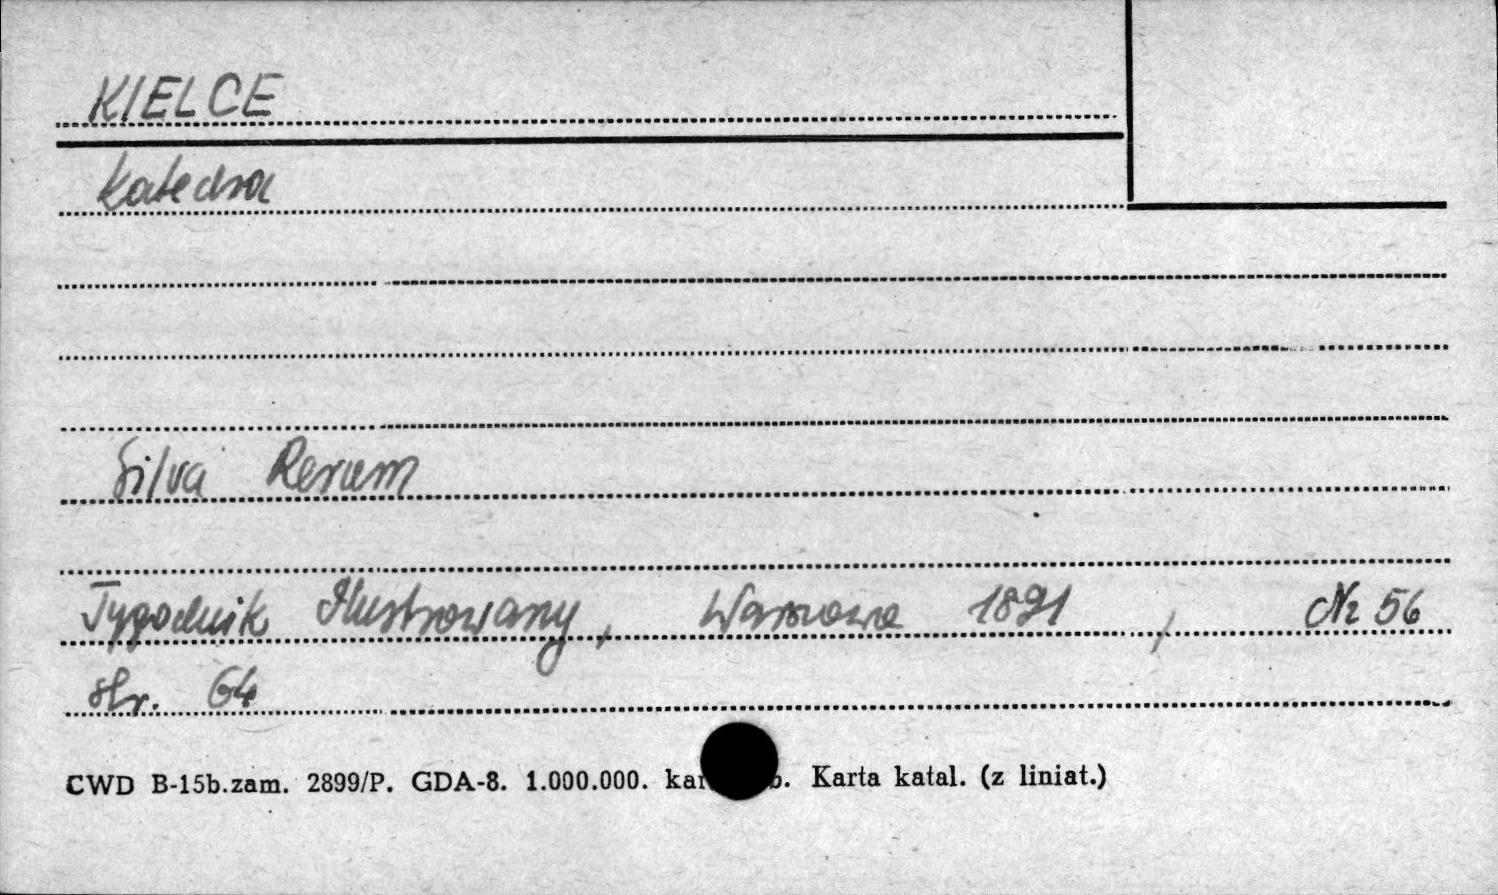 KIELCE
Katedra
Silva Rerum
Tygodnik Ilustrowany, Warszawa 1891, Nr 56
str. 64
CWD B-15b.zam. 2899/P. GDA-8. 1.000.000. Karta katal. (z liniat.)